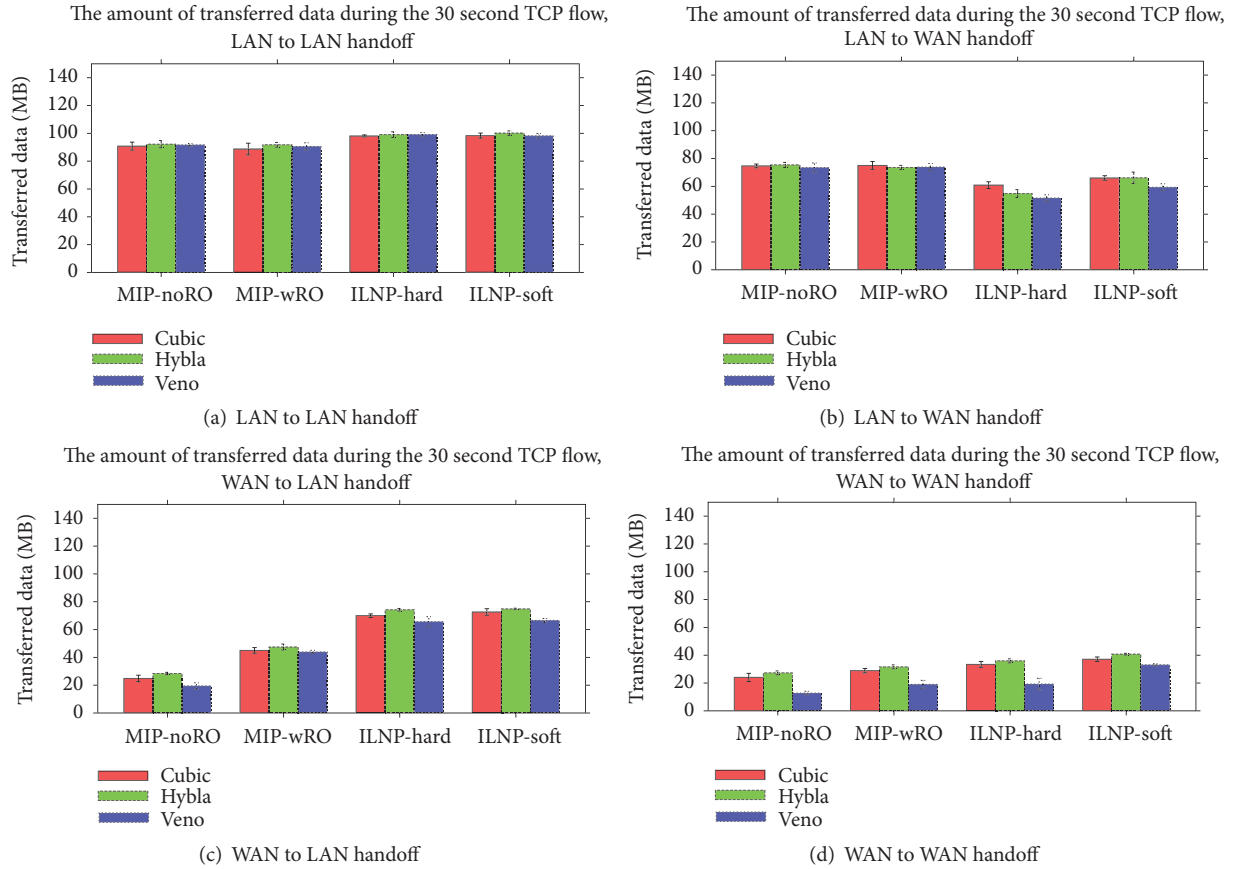 The amount of transferred data during the 30 second TCP flow,
LAN to LAN handoff
Transferred data (MB)
140
120
100
80
60
40
20
0
MIP-noRO MIP-wRO ILNP-hard ILNP-soft
Cubic
Hybla
Veno
(a) LAN to LAN handoff
The amount of transferred data during the 30 second TCP flow,
LAN to WAN handoff
Transferred data (MB)
140
120
100
80
60
40
20
0
MIP-noRO MIP-wRO ILNP-hard ILNP-soft
Cubic
Hybla
Veno
(b) LAN to WAN handoff
The amount of transferred data during the 30 second TCP flow,
WAN to LAN handoff
Transferred data (MB)
140
120
100
80
60
40
20
0
MIP-noRO MIP-wRO ILNP-hard ILNP-soft
Cubic
Hybla
Veno
(c) WAN to LAN handoff
The amount of transferred data during the 30 second TCP flow,
WAN to WAN handoff
Transferred data (MB)
140
120
100
80
60
40
20
0
MIP-noRO MIP-wRO ILNP-hard ILNP-soft
Cubic
Hybla
Veno
(d) WAN to WAN handoff